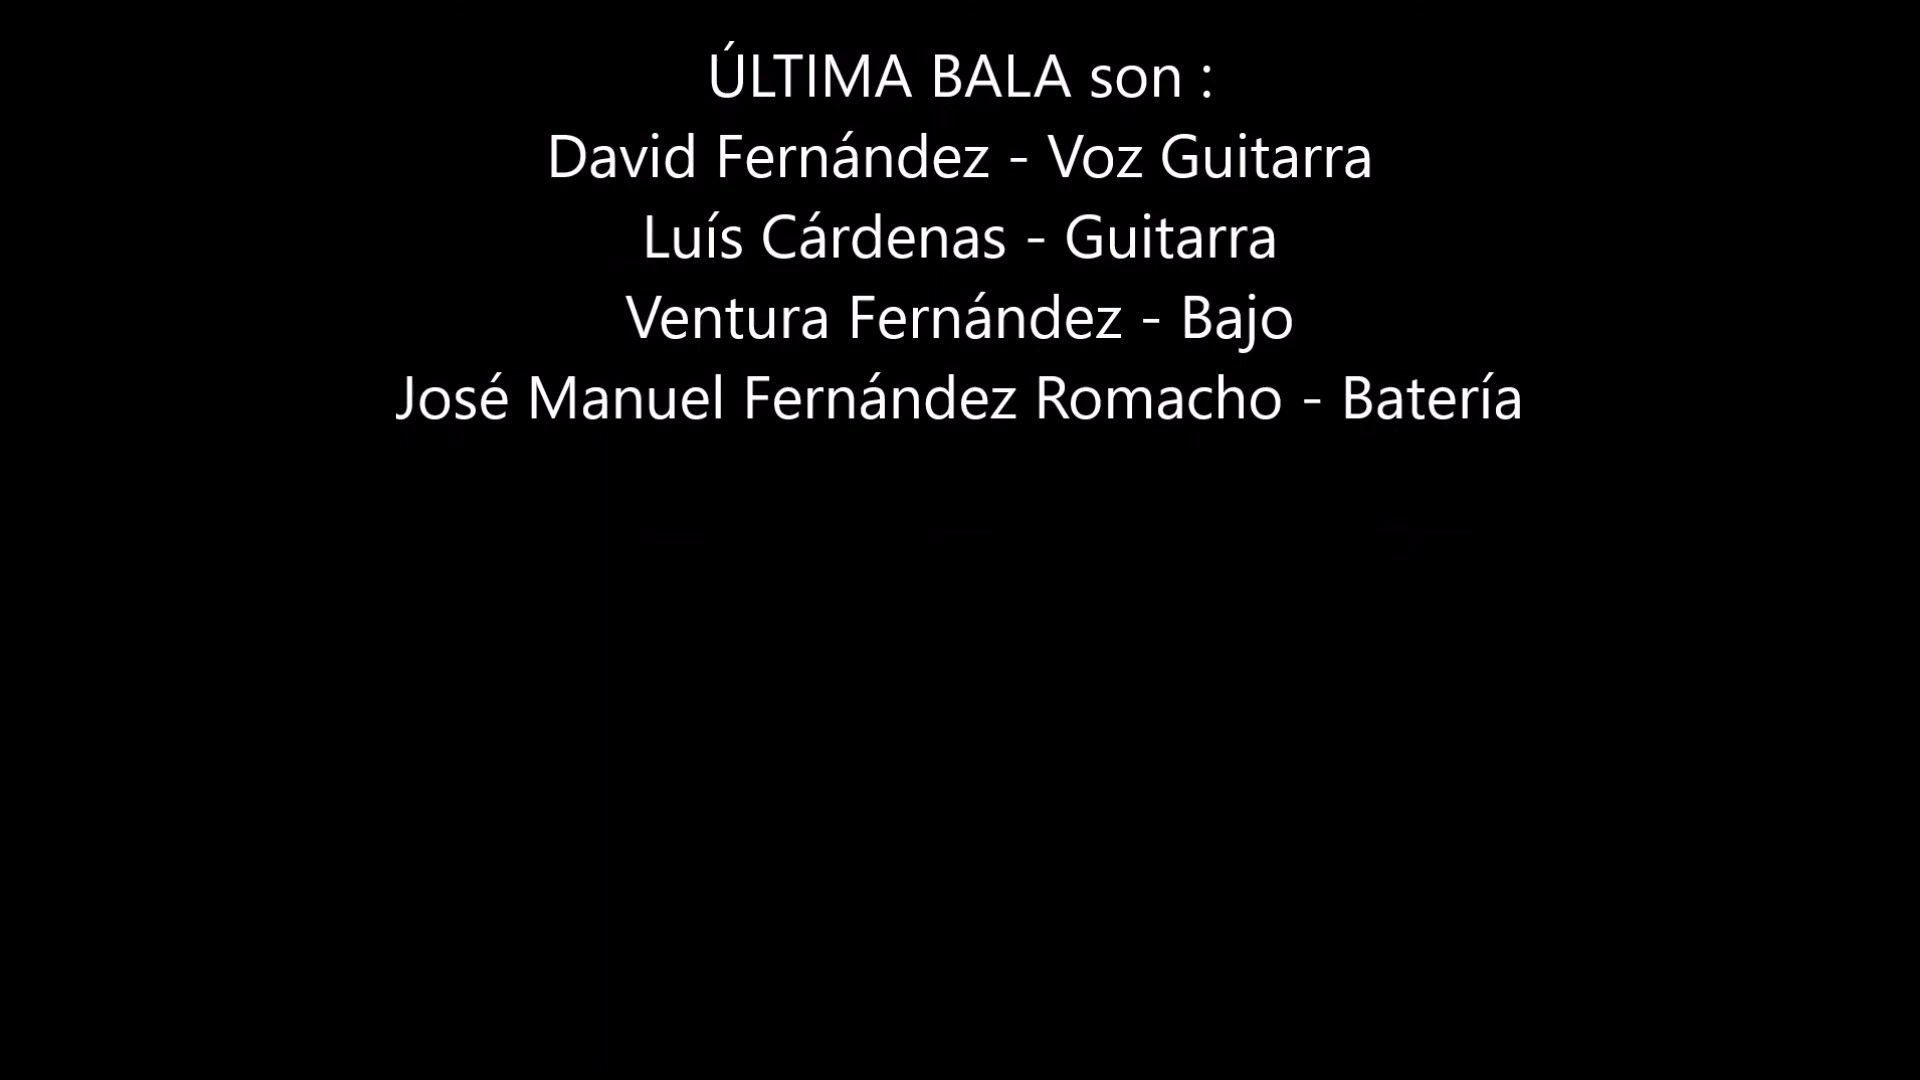 ÚLTIMA BALA son :
David Fernández - Voz Guitarra
Luís Cárdenas - Guitarra
Ventura Fernández - Bajo
José Manuel Fernández Romacho - Batería